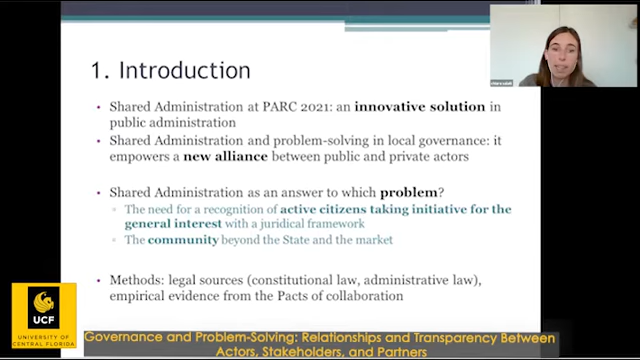 1. Introduction
• Shared Administration at PARC 2021: an innovative solution in
public administration
• Shared Administration and problem-solving in local governance: it
empowers a new alliance between public and private actors
• Shared Administration as an answer to which problem?
▫ The need for a recognition of active citizens taking initiative for the
general interest with a juridical framework
▫ The community beyond the State and the market
• Methods: legal sources (constitutional law, administrative law),
empirical evidence from the Pacts of collaboration
UCF
UNIVERSITY OF
CENTRAL FLORIDA
Governance and Problem-Solving: Relationships and Transparency Between
Actors, Stakeholders, and Partners